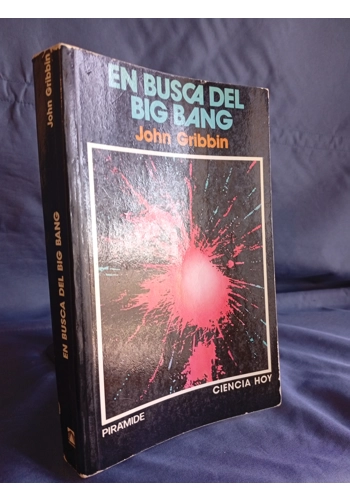 EN BUSCA DEL
BIG BANG
John Gribbin
CIENCIA HOY
PIRAMIDE
John Gribbin
EN BUSCA DEL BIG BANG